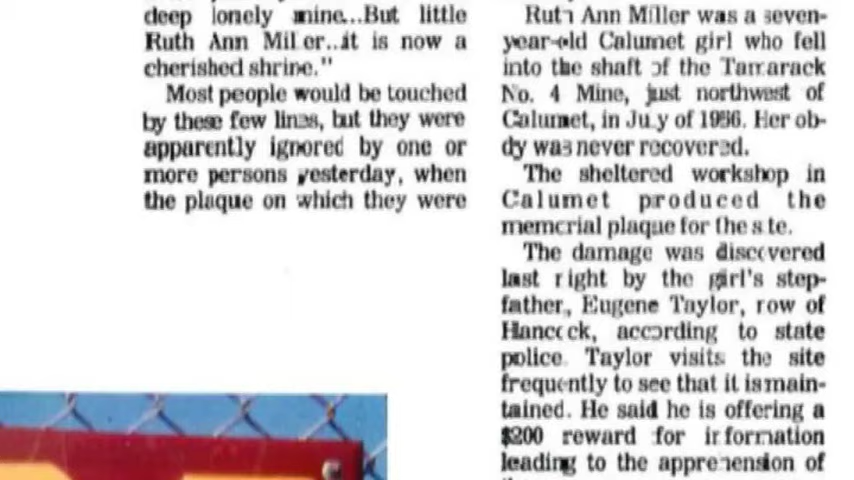 deep lonely mine...But little
Ruth Ann Miller..it is now a
cherished shrine."
Most people would be touched
by these few lines, but they were
apparently ignored by one or
more persons yesterday, when
the plaque on which they were
Ruth Ann Miller was a seven-
year-old Calumet girl who fell
into the shaft of the Tamarack
No. 4 Mine, just northwest of
Calumet, in July of 1966. Her ob-
dy was never recovered.
The sheltered workshop in
Calumet produced the
memorial plaque for the site.
The damage was discovered
last right by the girl's step-
father, Eugene Taylor, row of
Hancock, according to state
police. Taylor visits the site
frequently to see that it is main-
tained. He said he is offering a
$200 reward for information
leading to the apprehension of